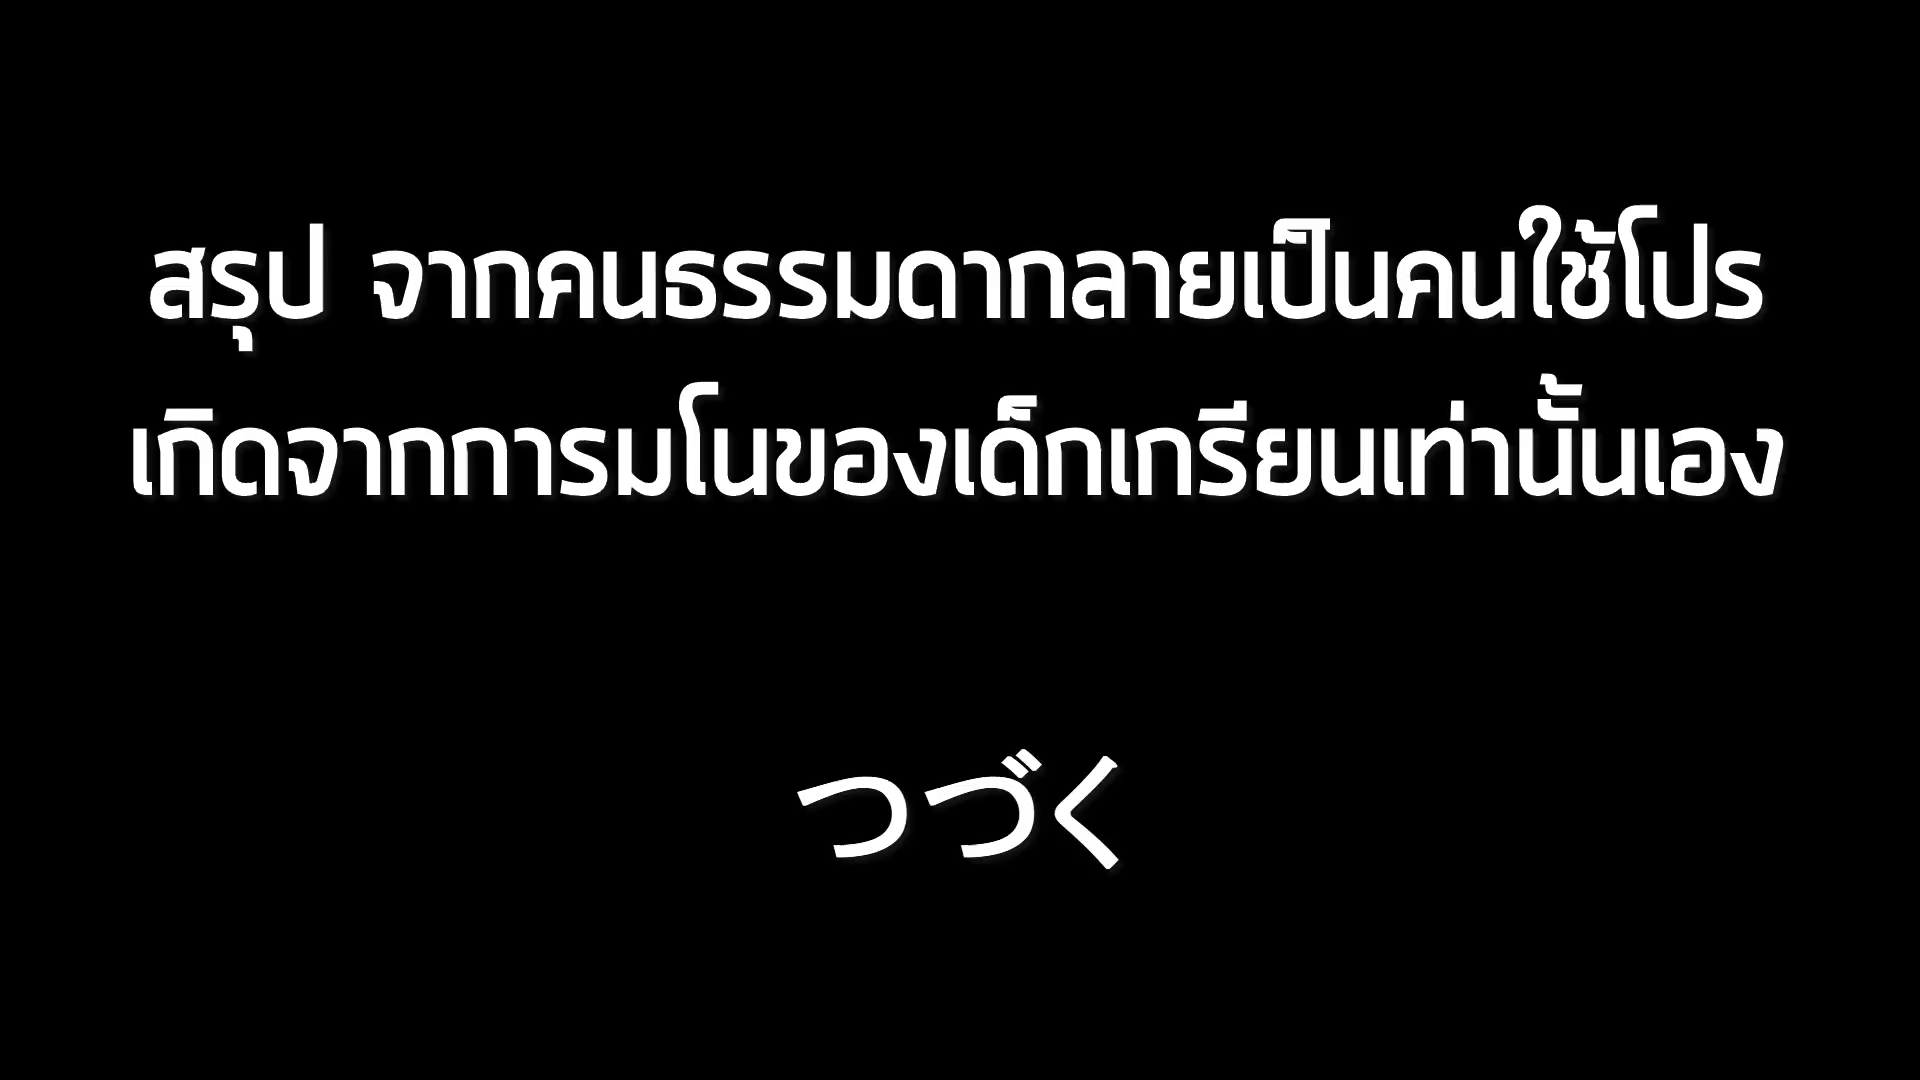 สรุป จากคนธรรมดากลายเป็นคนใช้โปร
เกิดจากการมโนของเด็กเกรียนเท่านั้นเอง
つづく